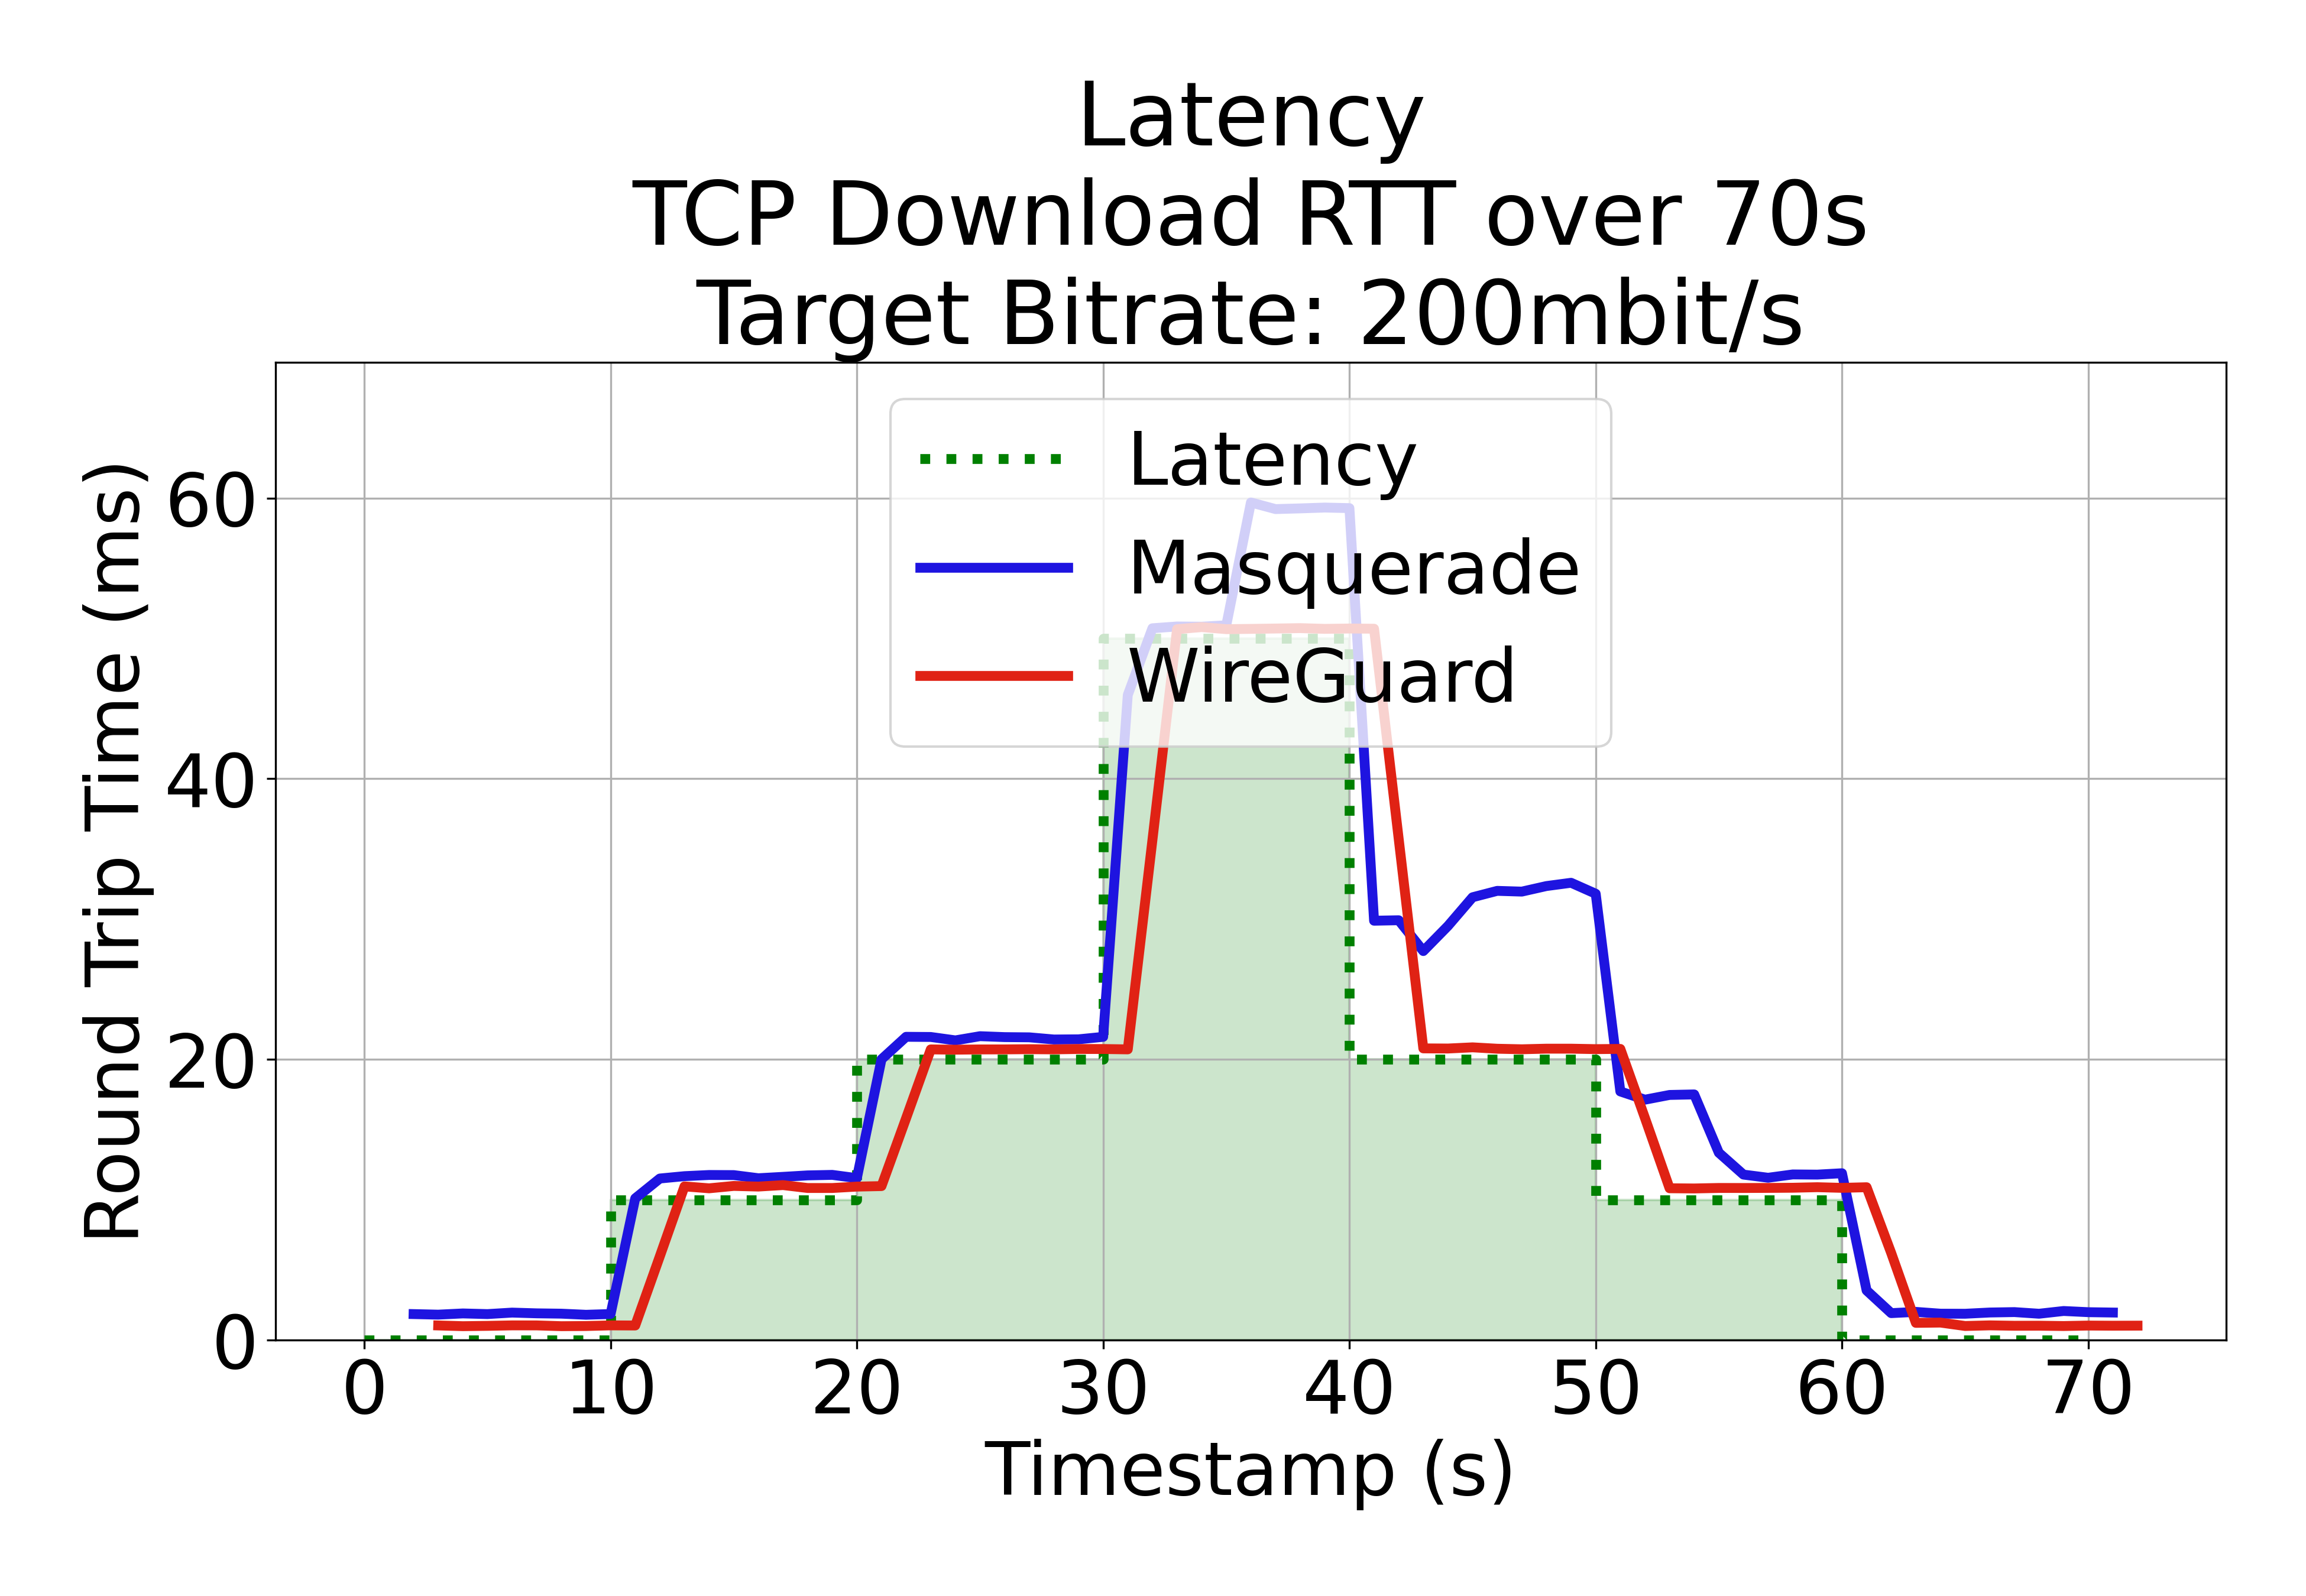 Latency
TCP Download RTT over 70s
Target Bitrate: 200mbit/s
Round Trip Time (ms)
60
40
20
0
Latency
Masquerade
WireGuard
0 10 20 30 40 50 60 70
Timestamp (s)